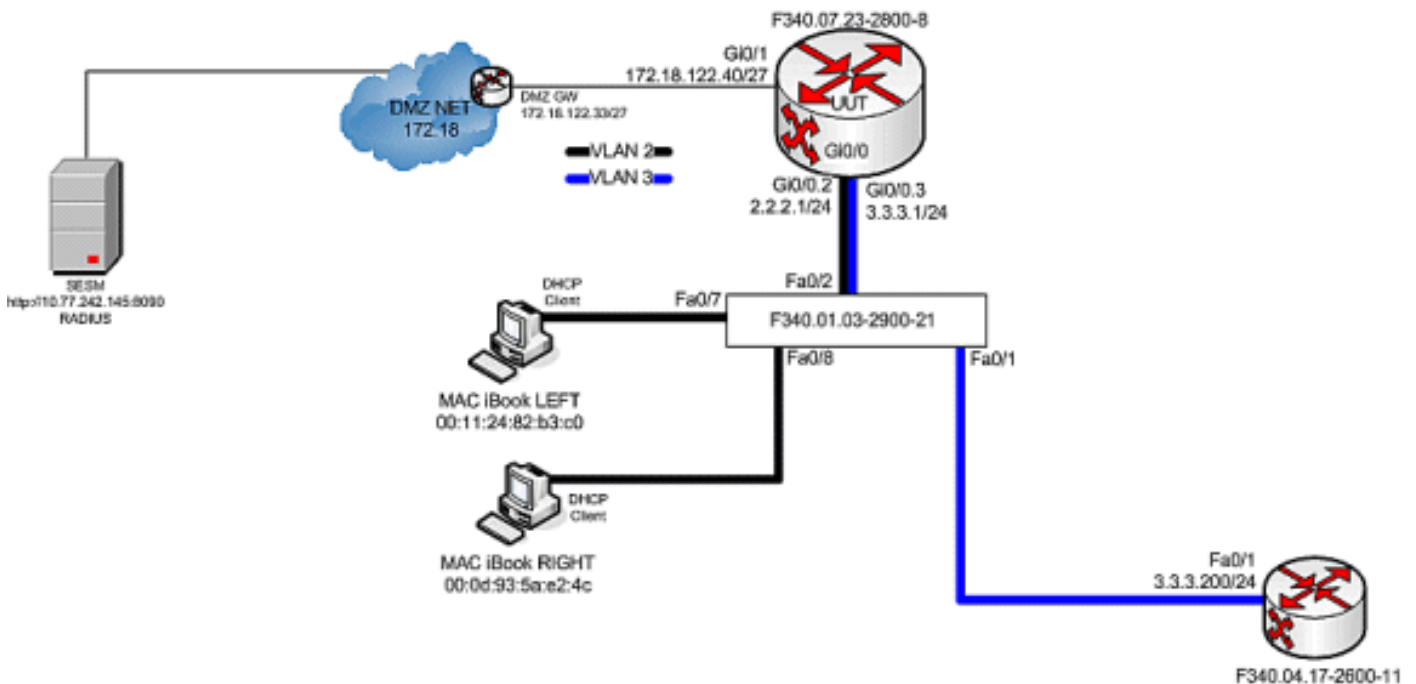 F340.07.23-2800-8
Gi0/1
172.18.122.40/27
DMZ GW
172.18.122.33/27
DMZ NET
172.18
UUT
Gi0/0
VLAN 2
VLAN 3
Gi0/0.2
2.2.2.1/24
Gi0/0.3
3.3.3.1/24
SESM
http://10.77.242.145:8090
RADIUS
DHCP
Client
Fa0/7
Fa0/2
F340.01.03-2900-21
Fa0/8
Fa0/1
MAC iBook LEFT
00:11:24:82:b3:c0
DHCP
Client
MAC iBook RIGHT
00:0d:93:5a:e2:4c
Fa0/1
3.3.3.200/24
F340.04.17-2600-11